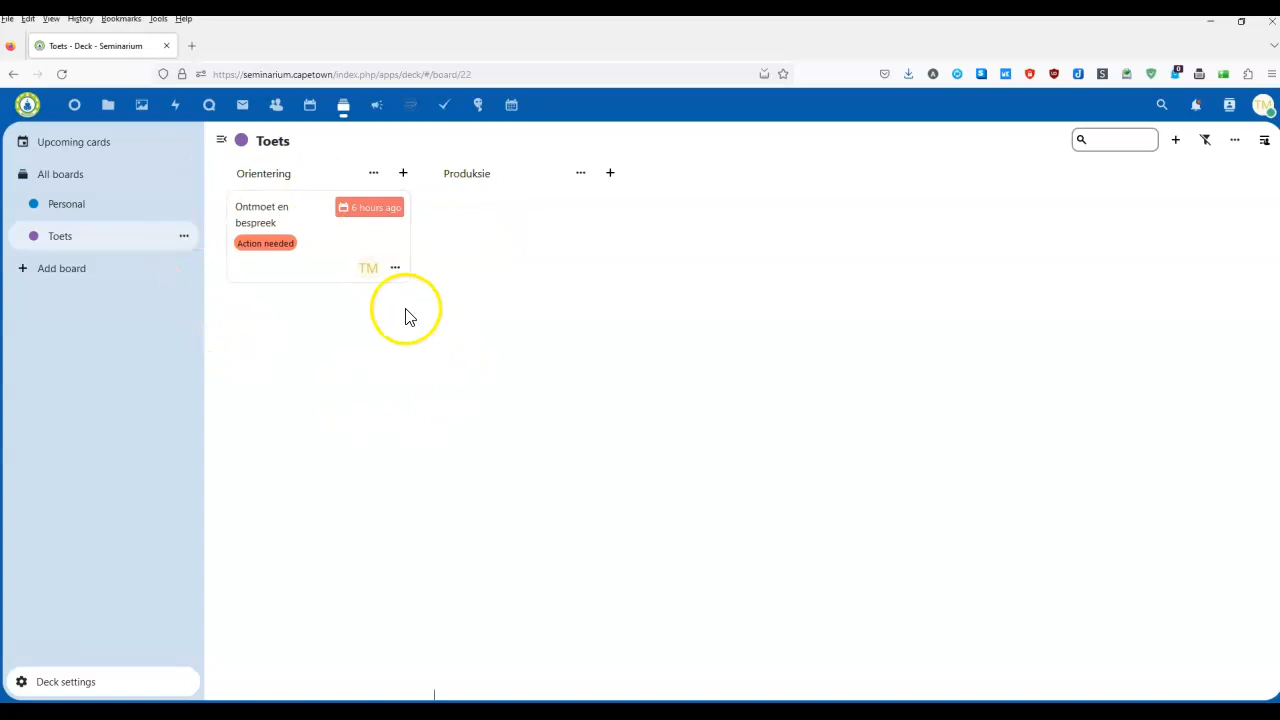 File Edit View History Bookmarks Tools Help
Toets - Deck - Seminarium
https://seminarium.capetown/index.php/apps/deck/#/board/22
TM
Upcoming cards
All boards
Personal
Toets
Add board
Deck settings
Toets
Orientering
Produksie
Ontmoet en
bespreek
6 hours ago
Action needed
TM